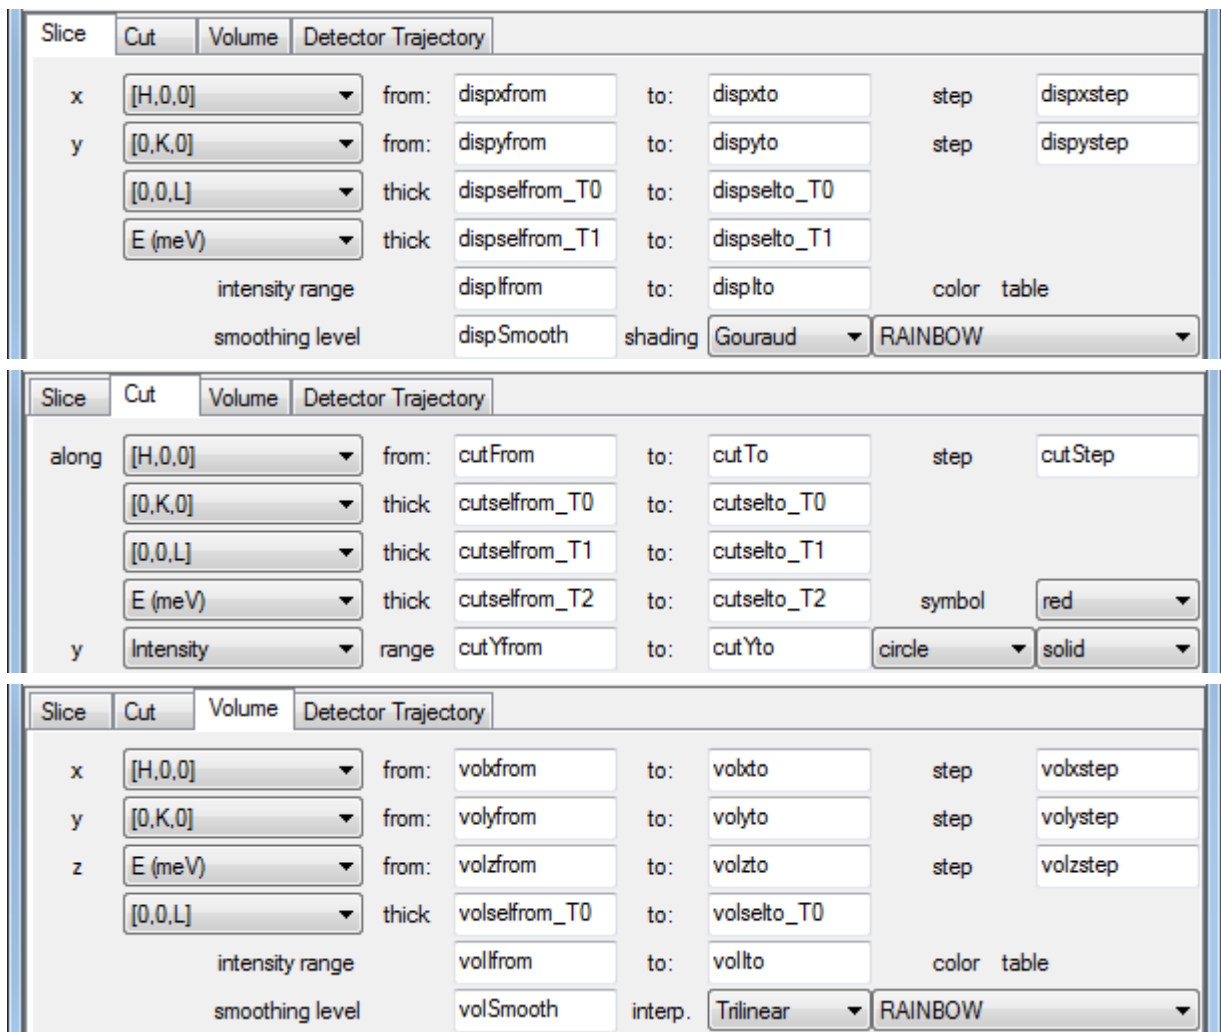 Slice Cut Volume Detector Trajectory
x [H,0,0] from: dispxfrom to: dispxto step dispxstep
y [0,K,0] from: dispyfrom to: dispyto step dispystep
[0,0,L] thick dispselfrom_T0 to: dispselto_T0
E (meV) thick dispselfrom_T1 to: dispselto_T1
intensity range dispIfrom to: dispIto color table
smoothing level dispSmooth shading Gouraud RAINBOW
Slice Cut Volume Detector Trajectory
along [H,0,0] from: cutFrom to: cutTo step cutStep
[0,K,0] thick cutselfrom_T0 to: cutselto_T0
[0,0,L] thick cutselfrom_T1 to: cutselto_T1
E (meV) thick cutselfrom_T2 to: cutselto_T2 symbol red
y Intensity range cutYfrom to: cutYto circle solid
Slice Cut Volume Detector Trajectory
x [H,0,0] from: volxfrom to: volxto step volxstep
y [0,K,0] from: volyfrom to: volyto step volystep
z E (meV) from: volzfrom to: volzto step volzstep
[0,0,L] thick volselfrom_T0 to: volselto_T0
intensity range volIfrom to: volIto color table
smoothing level volSmooth interp. Trilinear RAINBOW